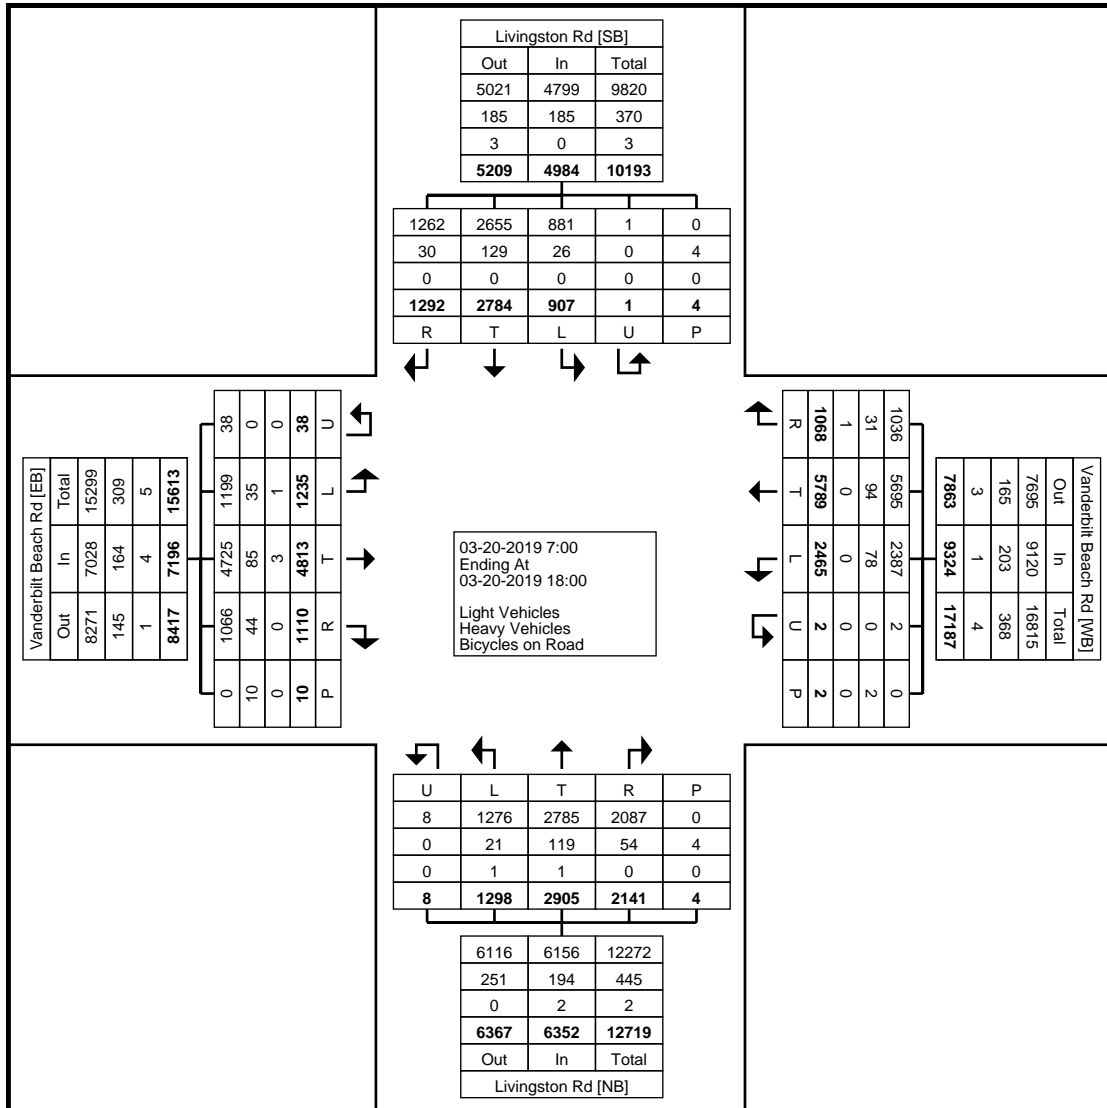 Livingston Rd [SB]
Out In Total
5021 4799 9820
185 185 370
3 0 3
5209 4984 10193
1262 2655 881 1 0
30 129 26 0 4
0 0 0 0 0
1292 2784 907 1 4
R T L U P
Vanderbilt Beach Rd [EB]
Total 15299 309 5 15613
In 7028 164 4 7196
Out 8271 145 1 8417
38 0 0 38 U
1199 35 1 1235 L
4725 85 3 4813 T
1066 44 0 1110 R
0 10 0 10 P
03-20-2019 7:00
Ending At
03-20-2019 18:00
Light Vehicles
Heavy Vehicles
Bicycles on Road
R 1068 1 31 1036
T 5789 0 94 5695
L 2465 0 78 2387
U 2 0 0 2
P 2 0 2 0
7863 3 165 7695 Out
9324 1 203 9120 In
17187 4 368 16815 Total
Vanderbilt Beach Rd [WB]
U L T R P
8 1276 2785 2087 0
0 21 119 54 4
0 1 1 0 0
8 1298 2905 2141 4
6116 6156 12272
251 194 445
0 2 2
6367 6352 12719
Out In Total
Livingston Rd [NB]